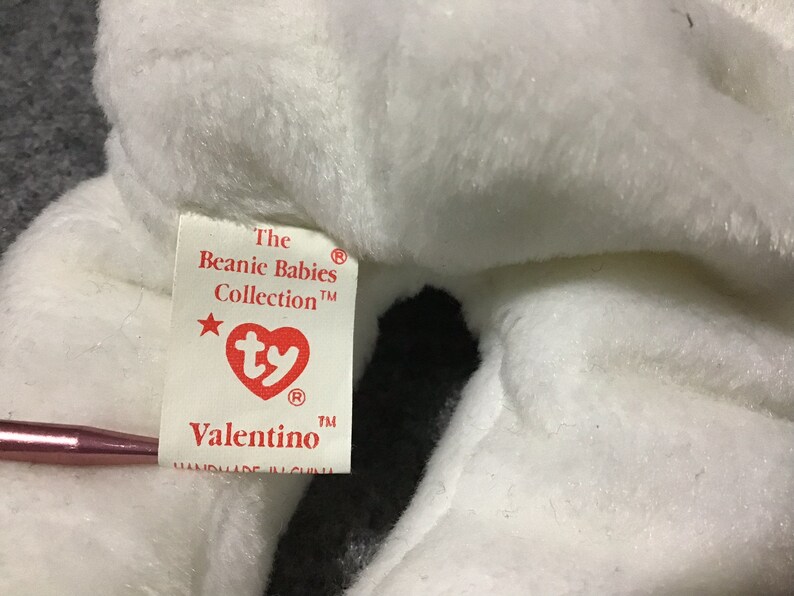 The
Beanie Babies ®
Collection™
ty ®
Valentino™
HANDMADE IN CHINA